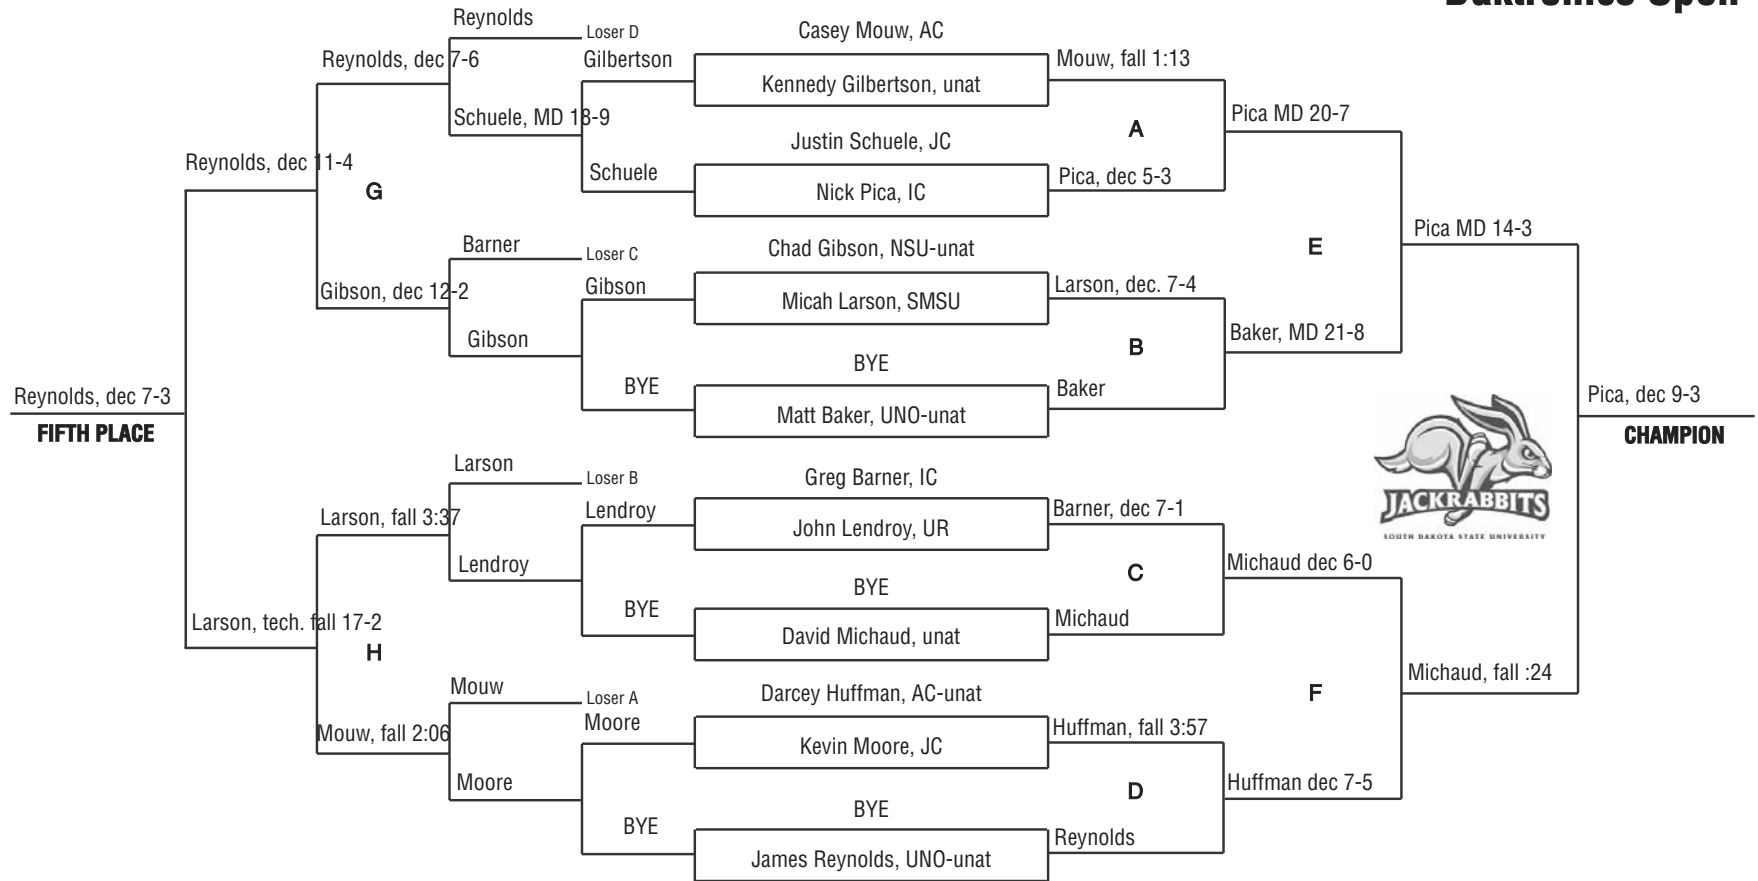 Daktronics Open
Reynolds
Loser D
Casey Mouw, AC
Reynolds, dec 7-6
Gilbertson
Mouw, fall 1:13
Kennedy Gilbertson, unat
Schuele, MD 18-9
A
Pica MD 20-7
Justin Schuele, JC
Reynolds, dec 11-4
Schuele
Pica, dec 5-3
G
Nick Pica, IC
Barner
Loser C
Chad Gibson, NSU-unat
E
Pica MD 14-3
Gibson, dec 12-2
Gibson
Larson, dec. 7-4
Micah Larson, SMSU
Gibson
B
Baker, MD 21-8
BYE
BYE
Baker
Reynolds, dec 7-3
Matt Baker, UNO-unat
Pica, dec 9-3
FIFTH PLACE
CHAMPION
Larson
Loser B
Greg Barner, IC
JACKRABBITS
SOUTH DAKOTA STATE UNIVERSITY
Larson, fall 3:37
Lendroy
Barner, dec 7-1
John Lendroy, UR
Lendroy
C
Michaud dec 6-0
BYE
BYE
Michaud
Larson, tech. fall 17-2
David Michaud, unat
H
Mouw
Loser A
Darcey Huffman, AC-unat
F
Michaud, fall :24
Mouw, fall 2:06
Moore
Huffman, fall 3:57
Kevin Moore, JC
Moore
D
Huffman dec 7-5
BYE
BYE
Reynolds
James Reynolds, UNO-unat